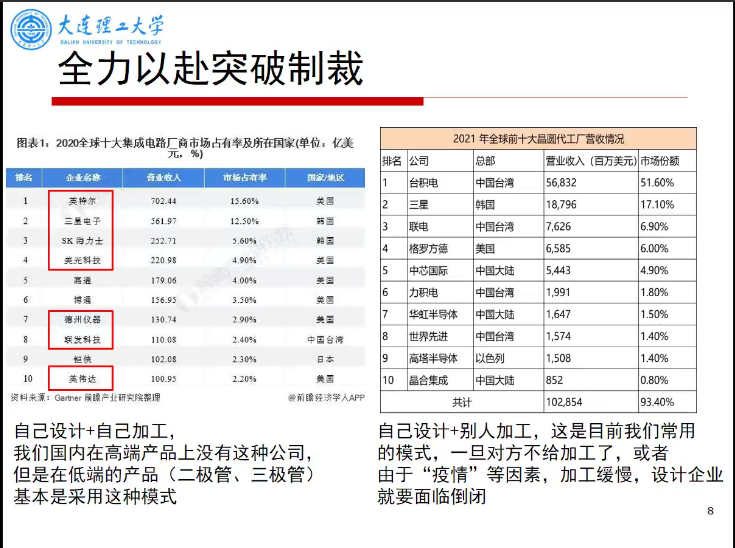 大连理工大学
DALIAN UNIVERSITY OF TECHNOLOGY
全力以赴突破制裁
图表1：2020全球十大集成电路厂商市场占有率及所在国家(单位：亿美
元，%)
排名 企业名称 营业收入 市场占有率 国家/地区
1 英特尔 702.44 15.60% 美国
2 三星电子 561.97 12.50% 韩国
3 SK 海力士 252.71 5.60% 韩国
4 美光科技 220.98 4.90% 美国
5 高通 179.06 4.00% 美国
6 博通 156.95 3.50% 美国
7 德州仪器 130.74 2.90% 美国
8 联发科技 110.08 2.40% 中国台湾
9 铠侠 102.08 2.30% 日本
10 英伟达 100.95 2.20% 美国
资料来源：Gartner 前瞻产业研究院整理 @前瞻经济学人APP
2021 年全球前十大晶圆代工厂营收情况
排名 公司 总部 营业收入（百万美元） 市场份额
1 台积电 中国台湾 56,832 51.60%
2 三星 韩国 18,796 17.10%
3 联电 中国台湾 7,626 6.90%
4 格罗方德 美国 6,585 6.00%
5 中芯国际 中国大陆 5,443 4.90%
6 力积电 中国台湾 1,991 1.80%
7 华虹半导体 中国大陆 1,647 1.50%
8 世界先进 中国台湾 1,574 1.40%
9 高塔半导体 以色列 1,508 1.40%
10 晶合集成 中国大陆 852 0.80%
共计 102,854 93.40%
自己设计+自己加工，
我们国内在高端产品上没有这种公司，
但是在低端的产品（二极管、三极管）
基本是采用这种模式
自己设计+别人加工，这是目前我们常用
的模式，一旦对方不给加工了，或者
由于“疫情”等因素，加工缓慢，设计企业
就要面临倒闭
8